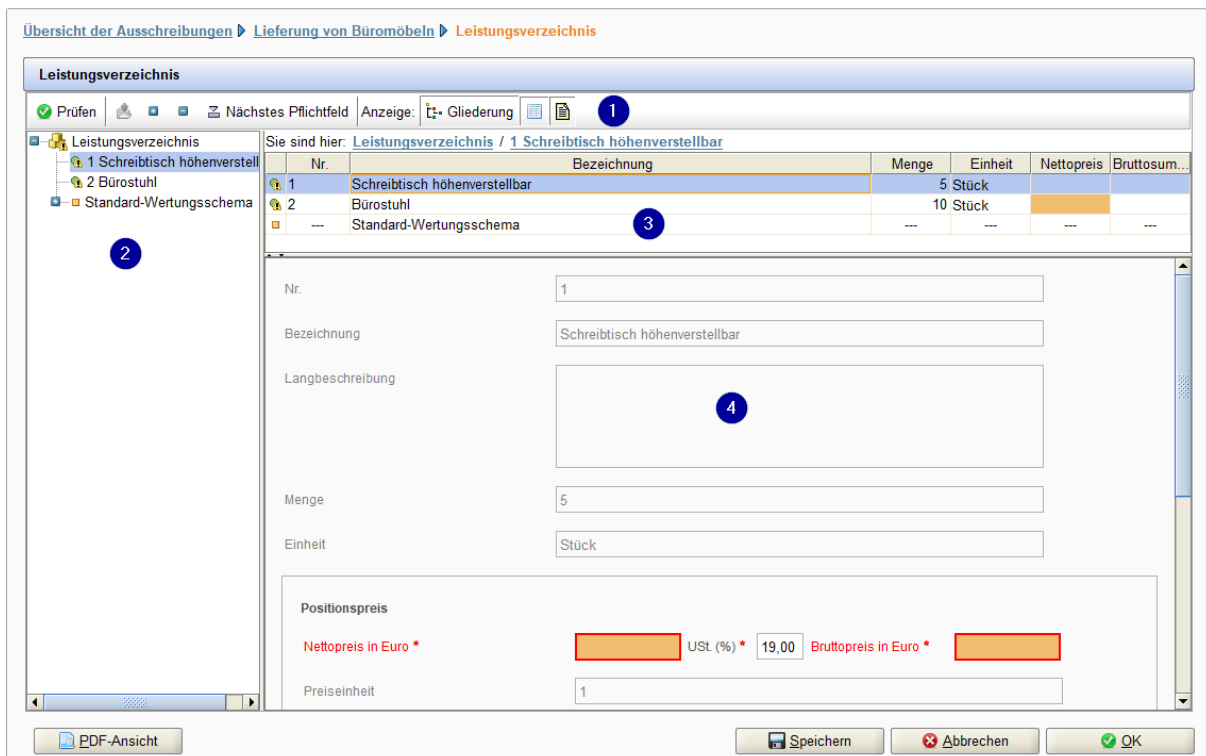 Übersicht der Ausschreibungen Lieferung von Büromöbeln Leistungsverzeichnis
Leistungsverzeichnis
Prüfen Nächstes Pflichtfeld Anzeige: Gliederung 1
Leistungsverzeichnis
1 Schreibtisch höhenverstell
2 Bürostuhl
Standard-Wertungsschema
2
Sie sind hier: Leistungsverzeichnis / 1 Schreibtisch höhenverstellbar
Nr. Bezeichnung Menge Einheit Nettopreis Bruttosum...
1 Schreibtisch höhenverstellbar 5 Stück
2 Bürostuhl 10 Stück
--- Standard-Wertungsschema --- --- --- ---
3
Nr. 1
Bezeichnung Schreibtisch höhenverstellbar
Langbeschreibung
4
Menge 5
Einheit Stück
Positionspreis
Nettopreis in Euro * USt. (%) * 19,00 Bruttopreis in Euro *
Preiseinheit 1
PDF-Ansicht Speichern Abbrechen OK